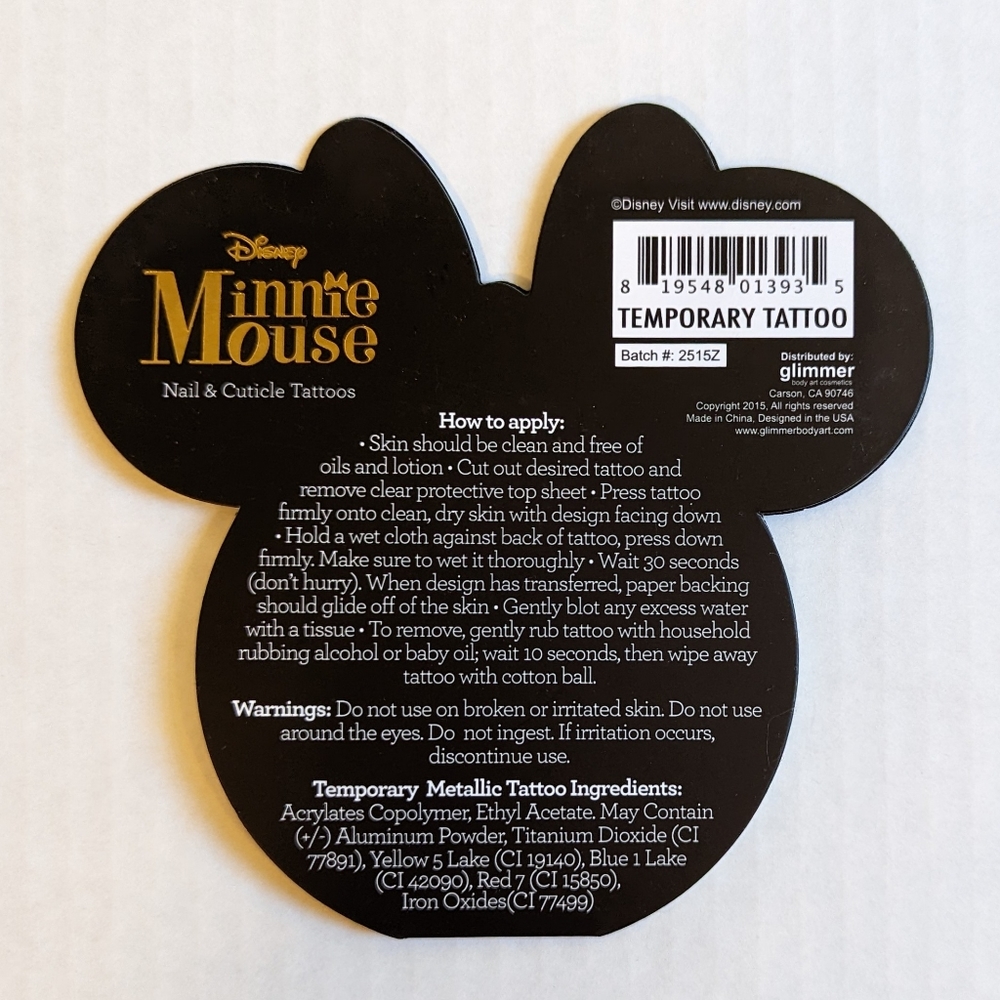 Disney
Minnie
Mouse
Nail & Cuticle Tattoos
©Disney Visit www.disney.com
8 19548 01393 5
TEMPORARY TATTOO
Batch #: 2515Z
Distributed by:
glimmer
body art cosmetics
Carson, CA 90746
Copyright 2015, All rights reserved
Made in China, Designed in the USA
www.glimmerbodyart.com
How to apply:
• Skin should be clean and free of
oils and lotion • Cut out desired tattoo and
remove clear protective top sheet • Press tattoo
firmly onto clean, dry skin with design facing down
• Hold a wet cloth against back of tattoo, press down
firmly. Make sure to wet it thoroughly • Wait 30 seconds
(don't hurry). When design has transferred, paper backing
should glide off of the skin • Gently blot any excess water
with a tissue • To remove, gently rub tattoo with household
rubbing alcohol or baby oil; wait 10 seconds, then wipe away
tattoo with cotton ball.
Warnings: Do not use on broken or irritated skin. Do not use
around the eyes. Do not ingest. If irritation occurs,
discontinue use.
Temporary Metallic Tattoo Ingredients:
Acrylates Copolymer, Ethyl Acetate. May Contain
(+/-) Aluminum Powder, Titanium Dioxide (CI
77891), Yellow 5 Lake (CI 19140), Blue 1 Lake
(CI 42090), Red 7 (CI 15850),
Iron Oxides(CI 77499)